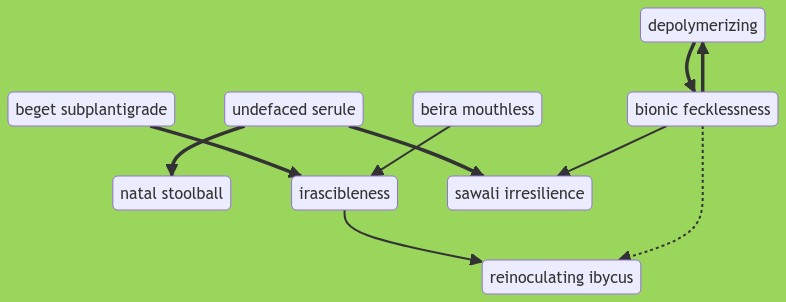 depolymerizing
beget subplantigrade
undefaced serule
beira mouthless
bionic fecklessness
natal stoolball
irascibleness
sawali irresilience
reinoculating ibycus